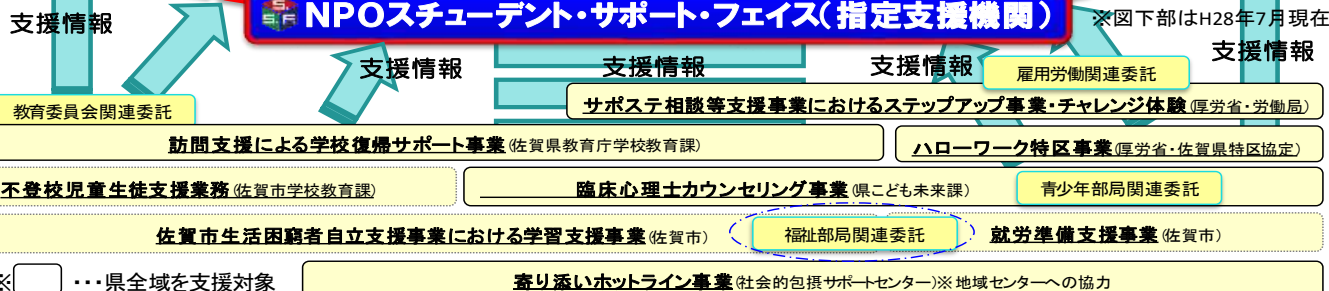 NPOスチューデント・サポート・フェイス（指定支援機関）
※図下部はH28年7月現在
支援情報
支援情報
支援情報
支援情報
支援情報
雇用労働関連委託
教育委員会関連委託
サポステ相談等支援事業におけるステップアップ事業・チャレンジ体験（厚労省・労働局）
訪問支援による学校復帰サポート事業（佐賀県教育庁学校教育課）
ハローワーク特区事業（厚労省・佐賀県特区協定）
不登校児童生徒支援業務（佐賀市学校教育課）
臨床心理士カウンセリング事業（県こども未来課）
青少年部局関連委託
佐賀市生活困窮者自立支援事業における学習支援事業（佐賀市）
福祉部局関連委託
就労準備支援事業（佐賀市）
※ ・・・県全域を支援対象
寄り添いホットライン事業（社会的包摂サポートセンター）※地域センターへの協力